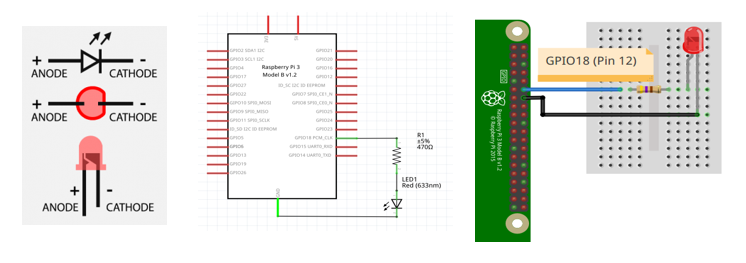 +
-
ANODE
CATHODE
+
-
ANODE
CATHODE
+
-
ANODE
CATHODE
5V
Raspberry Pi 3
Model B v1.2
GPIO2 SDA1 I2C
GPIO3 SCL1 I2C
GPIO4
GPIO17
GPIO27
GPIO22
GPIO10 SPI0_MOSI
GPIO9 SPI0_MISO
GPIO11 SPI0_SCLK
ID_SD I2C ID EEPROM
GPIO5
GPIO6
GPIO13
GPIO19
GPIO26
GPIO21
GPIO20
GPIO16
GPIO12
ID_SC I2C ID EEPROM
GPIO7 SPI0_CE1_N
GPIO8 SPI0_CE0_N
GPIO25
GPIO24
GPIO23
GPIO18 PCM_CLK
GPIO15 UART0_RXD
GPIO14 UART0_TXD
GND
R1
±5%
470Ω
LED1
Red (633nm)
GPIO18 (Pin 12)
GPIO
Raspberry Pi 3 Model B v1.2
© Raspberry Pi 2015